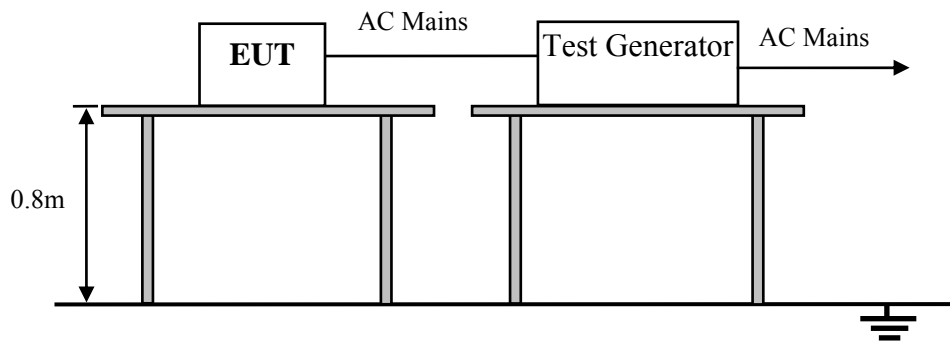 AC Mains
EUT
Test Generator
AC Mains
0.8m